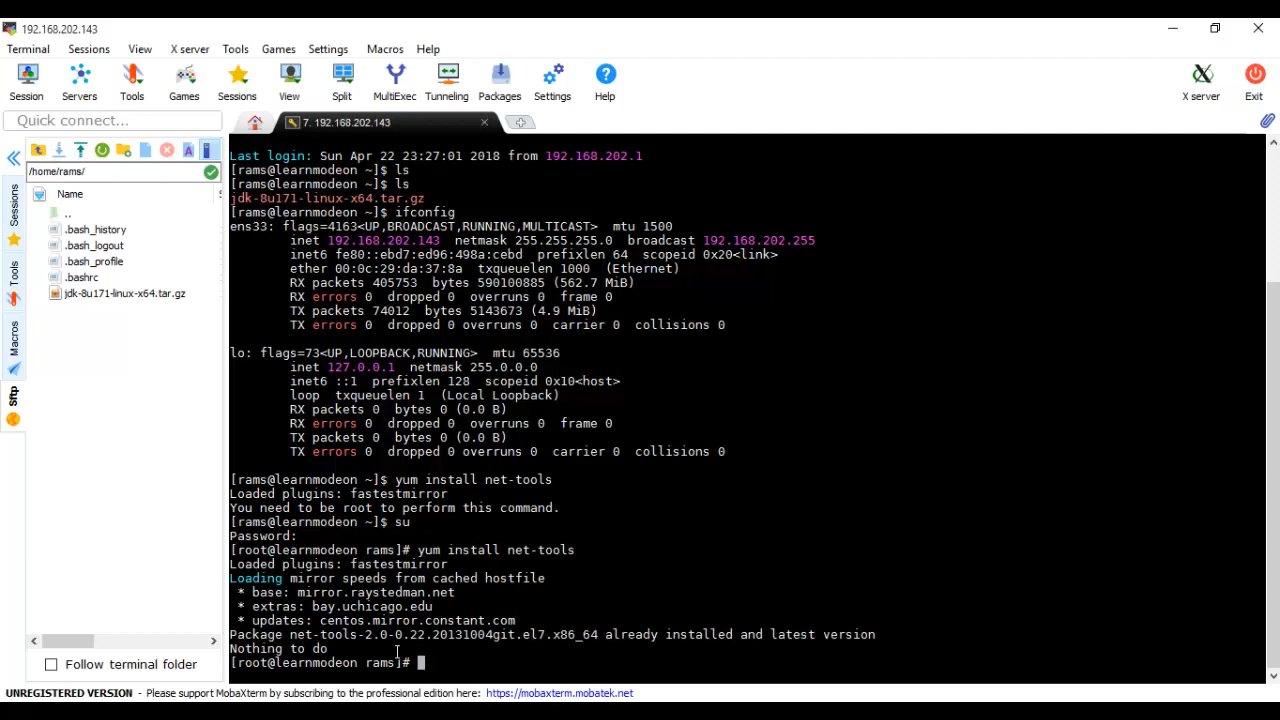 192.168.202.143
Terminal Sessions View X server Tools Games Settings Macros Help
Session Servers Tools Games Sessions View Split MultiExec Tunneling Packages Settings Help X server Exit
Quick connect...
7. 192.168.202.143
/home/rams/
Name
..
.bash_history
.bash_logout
.bash_profile
.bashrc
jdk-8u171-linux-x64.tar.gz
Sessions
Tools
Macros
Sftp
Last login: Sun Apr 22 23:27:01 2018 from 192.168.202.1
[rams@learnmodeon ~]$ ls
[rams@learnmodeon ~]$ ls
jdk-8u171-linux-x64.tar.gz
[rams@learnmodeon ~]$ ifconfig
ens33: flags=4163<UP,BROADCAST,RUNNING,MULTICAST> mtu 1500
inet 192.168.202.143 netmask 255.255.255.0 broadcast 192.168.202.255
inet6 fe80::ebd7:ed96:498a:cebd prefixlen 64 scopeid 0x20<link>
ether 00:0c:29:da:37:8a txqueuelen 1000 (Ethernet)
RX packets 405753 bytes 590100885 (562.7 MiB)
RX errors 0 dropped 0 overruns 0 frame 0
TX packets 74012 bytes 5143673 (4.9 MiB)
TX errors 0 dropped 0 overruns 0 carrier 0 collisions 0
lo: flags=73<UP,LOOPBACK,RUNNING> mtu 65536
inet 127.0.0.1 netmask 255.0.0.0
inet6 ::1 prefixlen 128 scopeid 0x10<host>
loop txqueuelen 1 (Local Loopback)
RX packets 0 bytes 0 (0.0 B)
RX errors 0 dropped 0 overruns 0 frame 0
TX packets 0 bytes 0 (0.0 B)
TX errors 0 dropped 0 overruns 0 carrier 0 collisions 0
[rams@learnmodeon ~]$ yum install net-tools
Loaded plugins: fastestmirror
You need to be root to perform this command.
[rams@learnmodeon ~]$ su
Password:
[root@learnmodeon rams]# yum install net-tools
Loaded plugins: fastestmirror
Loading mirror speeds from cached hostfile
* base: mirror.raystedman.net
* extras: bay.uchicago.edu
* updates: centos.mirror.constant.com
Package net-tools-2.0-0.22.20131004git.el7.x86_64 already installed and latest version
Nothing to do
[root@learnmodeon rams]#
Follow terminal folder
UNREGISTERED VERSION - Please support MobaXterm by subscribing to the professional edition here: https://mobaxterm.mobatek.net